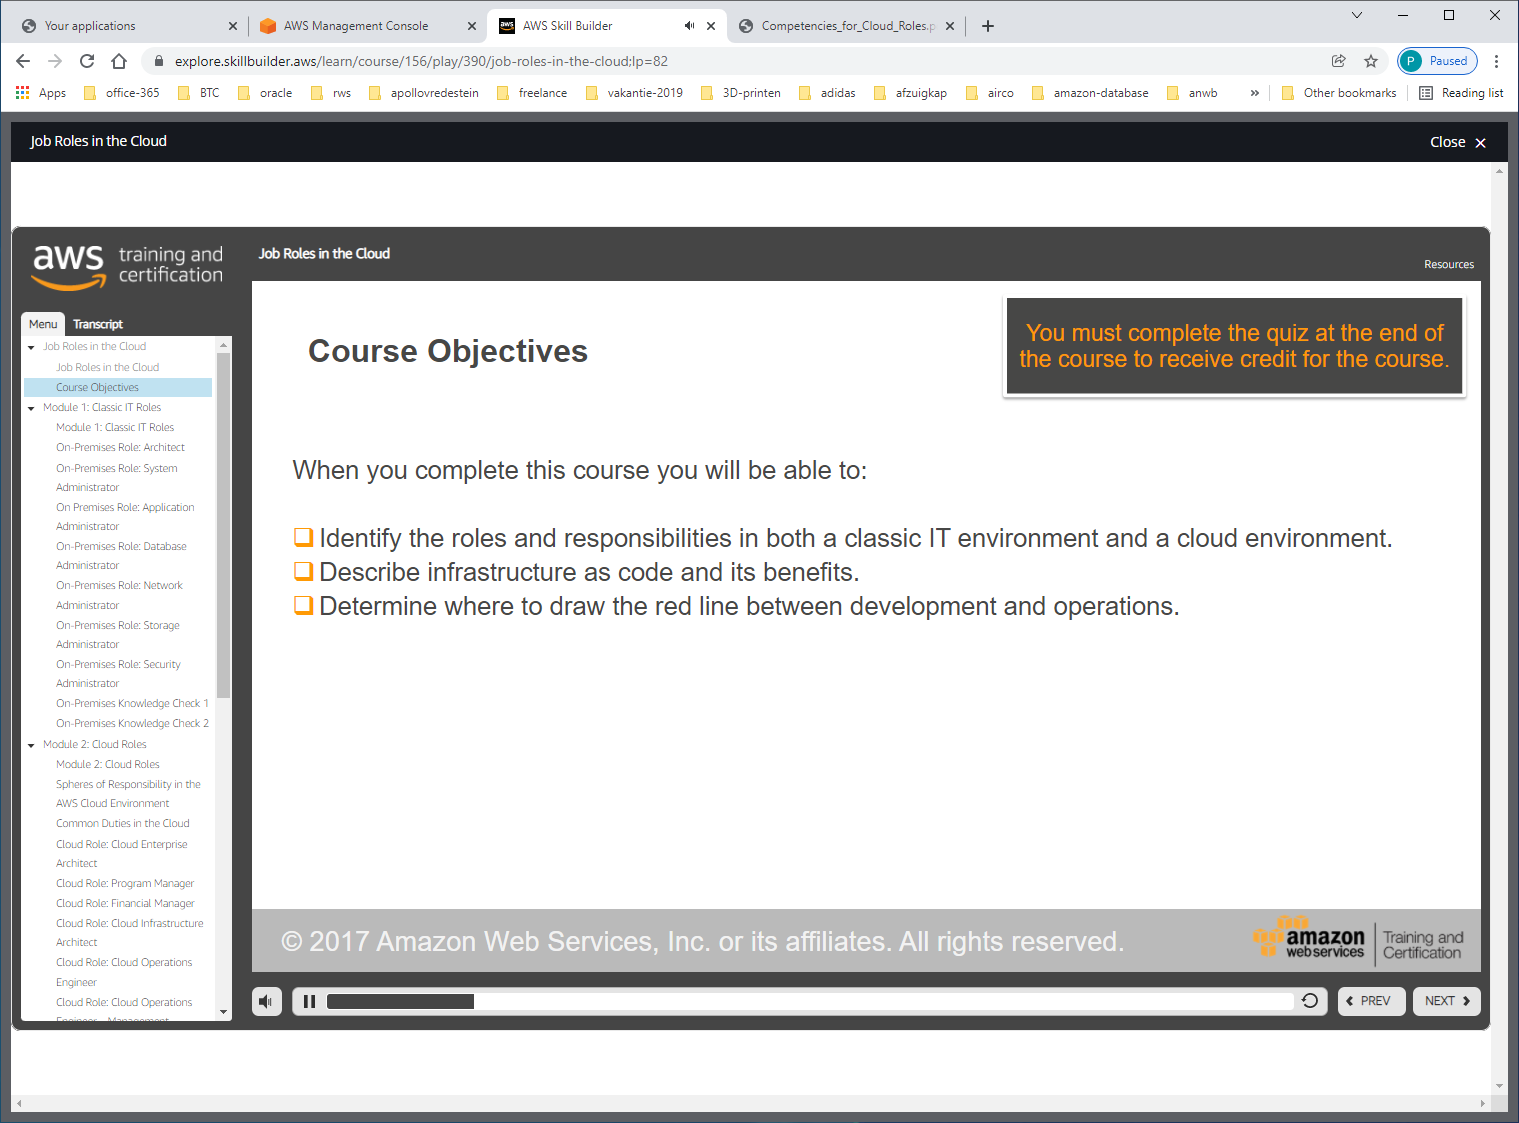 Your applications
AWS Management Console
AWS Skill Builder
Competencies_for_Cloud_Roles.p
explore.skillbuilder.aws/learn/course/156/play/390/job-roles-in-the-cloud;lp=82
P Paused
Apps office-365 BTC oracle rws apollovredestein freelance vakantie-2019 3D-printen adidas afzuigkap airco amazon-database anwb » Other bookmarks Reading list
Job Roles in the Cloud
Close
aws training and
certification
Job Roles in the Cloud
Resources
Menu Transcript
Job Roles in the Cloud
Job Roles in the Cloud
Course Objectives
Module 1: Classic IT Roles
Module 1: Classic IT Roles
On-Premises Role: Architect
On-Premises Role: System
Administrator
On Premises Role: Application
Administrator
On-Premises Role: Database
Administrator
On-Premises Role: Network
Administrator
On-Premises Role: Storage
Administrator
On-Premises Role: Security
Administrator
On-Premises Knowledge Check 1
On-Premises Knowledge Check 2
Module 2: Cloud Roles
Module 2: Cloud Roles
Spheres of Responsibility in the
AWS Cloud Environment
Common Duties in the Cloud
Cloud Role: Cloud Enterprise
Architect
Cloud Role: Program Manager
Cloud Role: Financial Manager
Cloud Role: Cloud Infrastructure
Architect
Cloud Role: Cloud Operations
Engineer
Cloud Role: Cloud Operations
Engineer - Management
Course Objectives
You must complete the quiz at the end of
the course to receive credit for the course.
When you complete this course you will be able to:
Identify the roles and responsibilities in both a classic IT environment and a cloud environment.
Describe infrastructure as code and its benefits.
Determine where to draw the red line between development and operations.
© 2017 Amazon Web Services, Inc. or its affiliates. All rights reserved.
amazon
webservices
Training and
Certification
PREV
NEXT